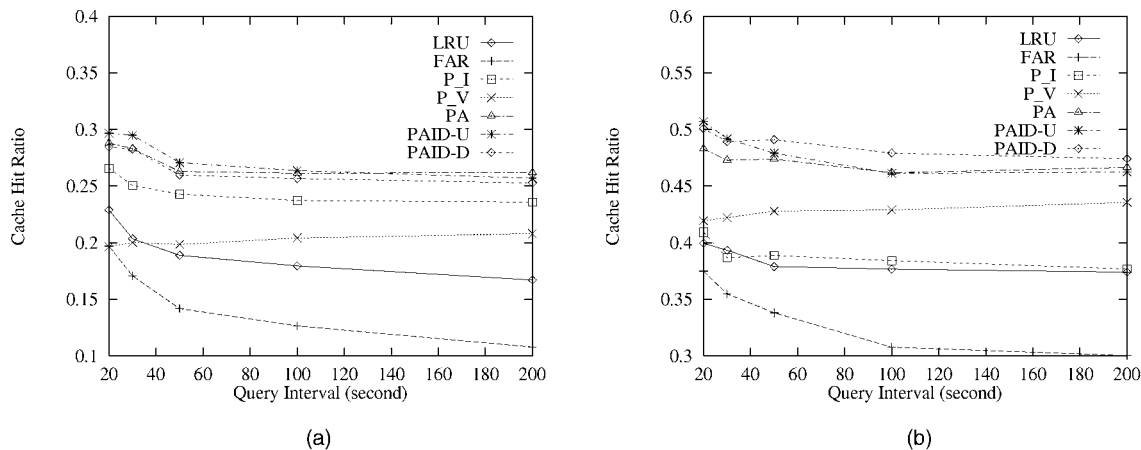 0.4
0.35
0.3
0.25
0.2
0.15
0.1
Cache Hit Ratio
LRU
FAR
P_I
P_V
PA
PAID-U
PAID-D
20 40 60 80 100 120 140 160 180 200
Query Interval (second)
(a)
0.6
0.55
0.5
0.45
0.4
0.35
0.3
Cache Hit Ratio
LRU
FAR
P_I
P_V
PA
PAID-U
PAID-D
20 40 60 80 100 120 140 160 180 200
Query Interval (second)
(b)